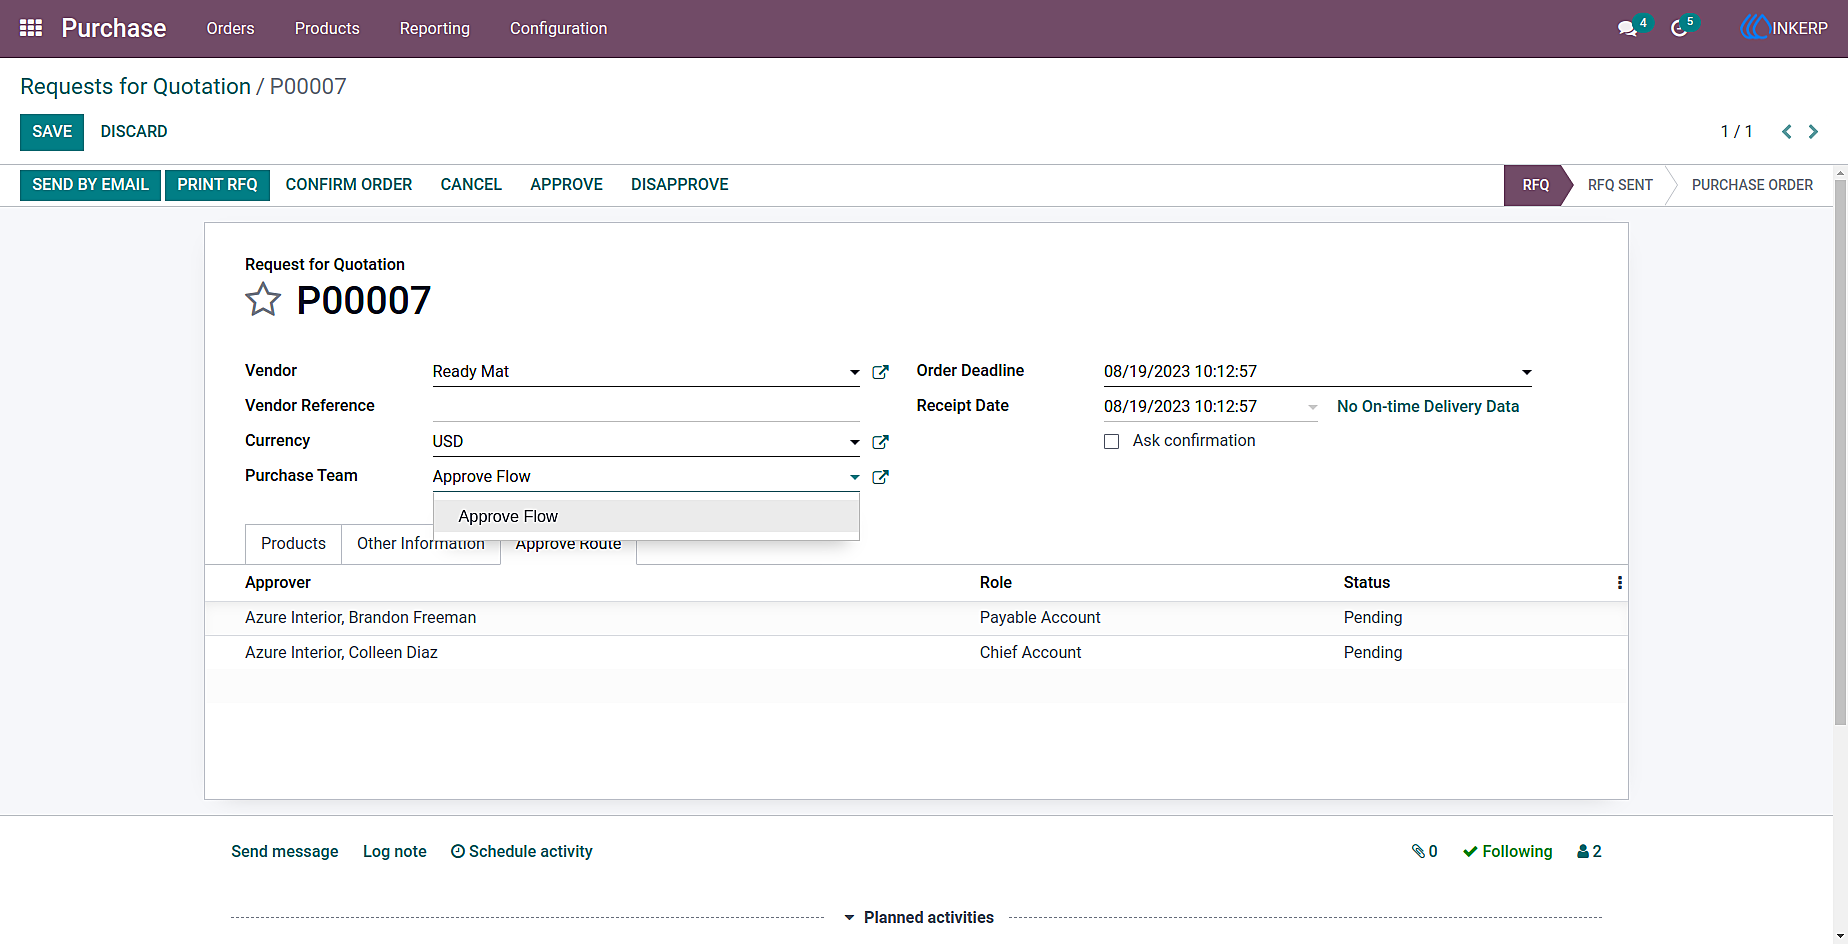 Purchase Orders Products Reporting Configuration 4 5 INKERP
Requests for Quotation / P00007
SAVE DISCARD 1 / 1
SEND BY EMAIL PRINT RFQ CONFIRM ORDER CANCEL APPROVE DISAPPROVE RFQ RFQ SENT PURCHASE ORDER
Request for Quotation
P00007
Vendor Ready Mat Order Deadline 08/19/2023 10:12:57
Vendor Reference Receipt Date 08/19/2023 10:12:57 No On-time Delivery Data
Currency USD Ask confirmation
Purchase Team Approve Flow
Approve Flow
Products Other Information Approve Route
Approver Role Status
Azure Interior, Brandon Freeman Payable Account Pending
Azure Interior, Colleen Diaz Chief Account Pending
Send message Log note Schedule activity 0 Following 2
Planned activities